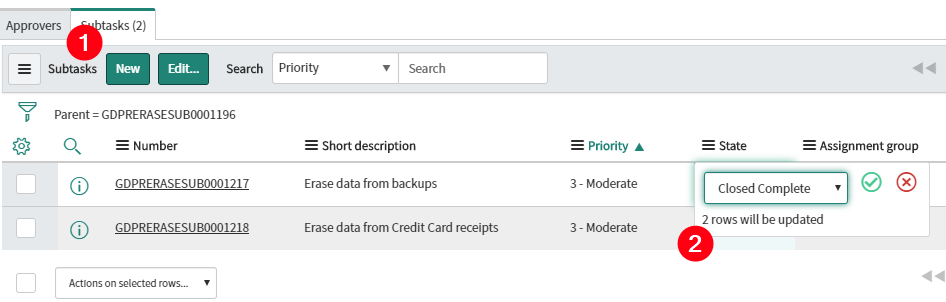 Approvers Subtasks (2)
1
Subtasks New Edit... Search Priority Search
Parent = GDPRERASESUB0001196
Number Short description Priority State Assignment group
GDPRERASESUB0001217 Erase data from backups 3 - Moderate Closed Complete
2 rows will be updated
GDPRERASESUB0001218 Erase data from Credit Card receipts 3 - Moderate
2
Actions on selected rows...